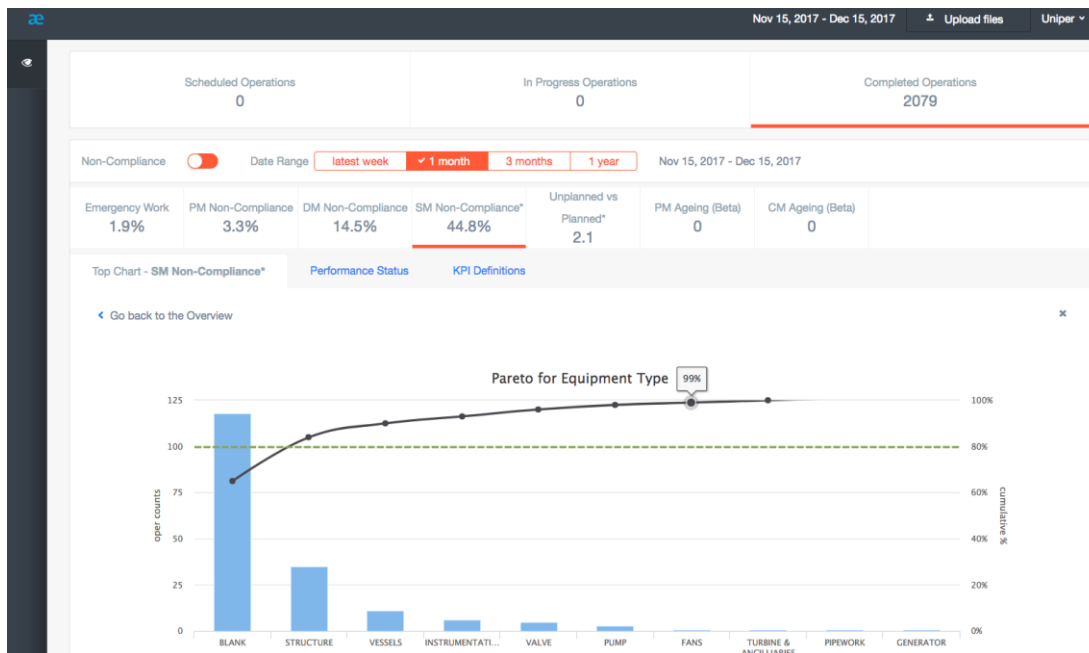 æ
Nov 15, 2017 - Dec 15, 2017 Upload files Uniper
Scheduled Operations In Progress Operations Completed Operations
0 0 2079
Non-Compliance Date Range latest week 1 month 3 months 1 year Nov 15, 2017 - Dec 15, 2017
Emergency Work PM Non-Compliance DM Non-Compliance SM Non-Compliance* Unplanned vs Planned* PM Ageing (Beta) CM Ageing (Beta)
1.9% 3.3% 14.5% 44.8% 2.1 0 0
Top Chart - SM Non-Compliance* Performance Status KPI Definitions
Go back to the Overview
Pareto for Equipment Type 99%
125 100%
100 80%
75 60%
50 40%
25 20%
0 0%
oper counts
cumulative %
BLANK STRUCTURE VESSELS INSTRUMENTATI... VALVE PUMP FANS TURBINE & ANCILLIARIES PIPEWORK GENERATOR